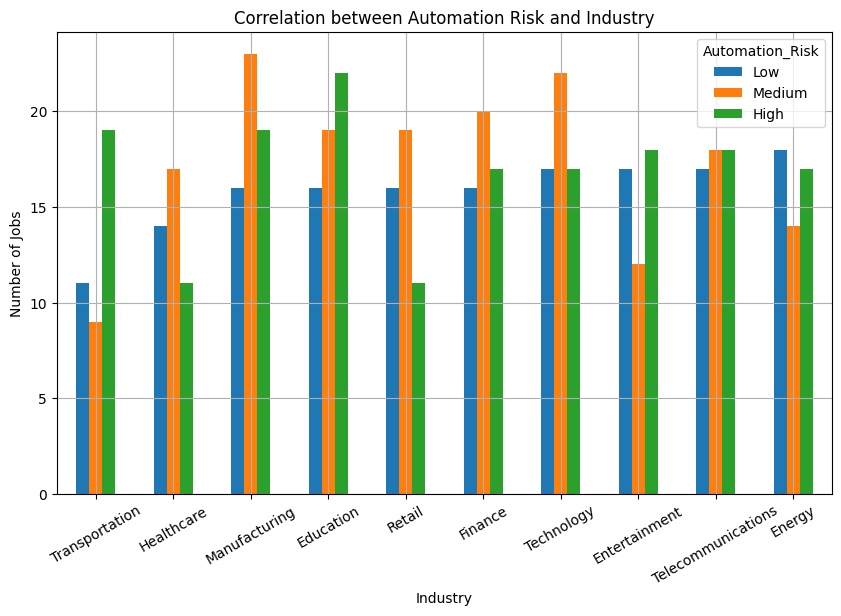 Correlation between Automation Risk and Industry
Automation_Risk
Low
Medium
High
Number of Jobs
20
15
10
5
0
Transportation
Healthcare
Manufacturing
Education
Retail
Finance
Technology
Entertainment
Telecommunications
Energy
Industry